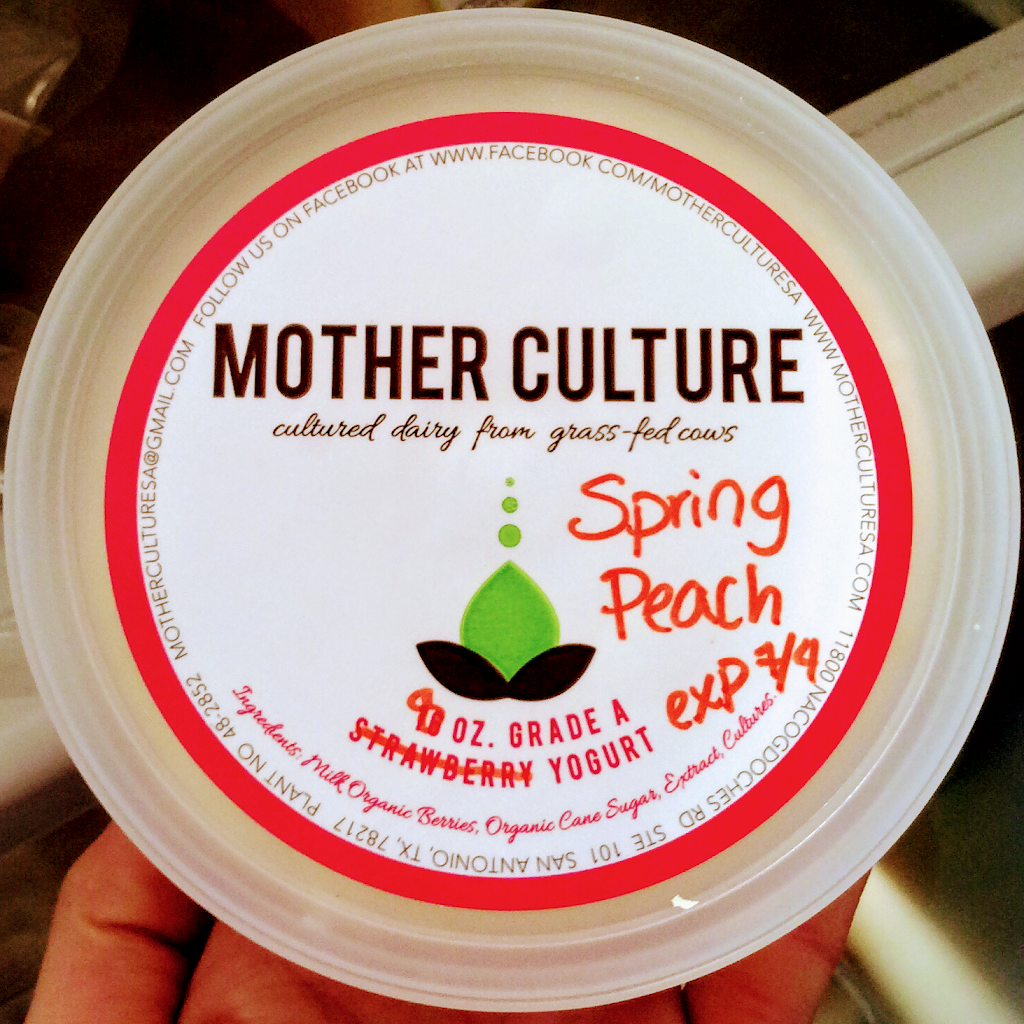 FOLLOW US ON FACEBOOK AT WWW.FACEBOOK.COM/MOTHERCULTURESA
WWW.MOTHERCULTURESA.COM
11800 NACOGDOCHES RD STE 101 SAN ANTONIO, TX, 78217
PLANT NO 48-2852
MOTHERCULTURESA@GMAIL.COM
MOTHER CULTURE
cultured dairy from grass-fed cows
Spring
Peach
exp 7/4
OZ. GRADE A
STRAWBERRY YOGURT
Ingredients: Milk, Organic Berries, Organic Cane Sugar, Extract, Cultures.